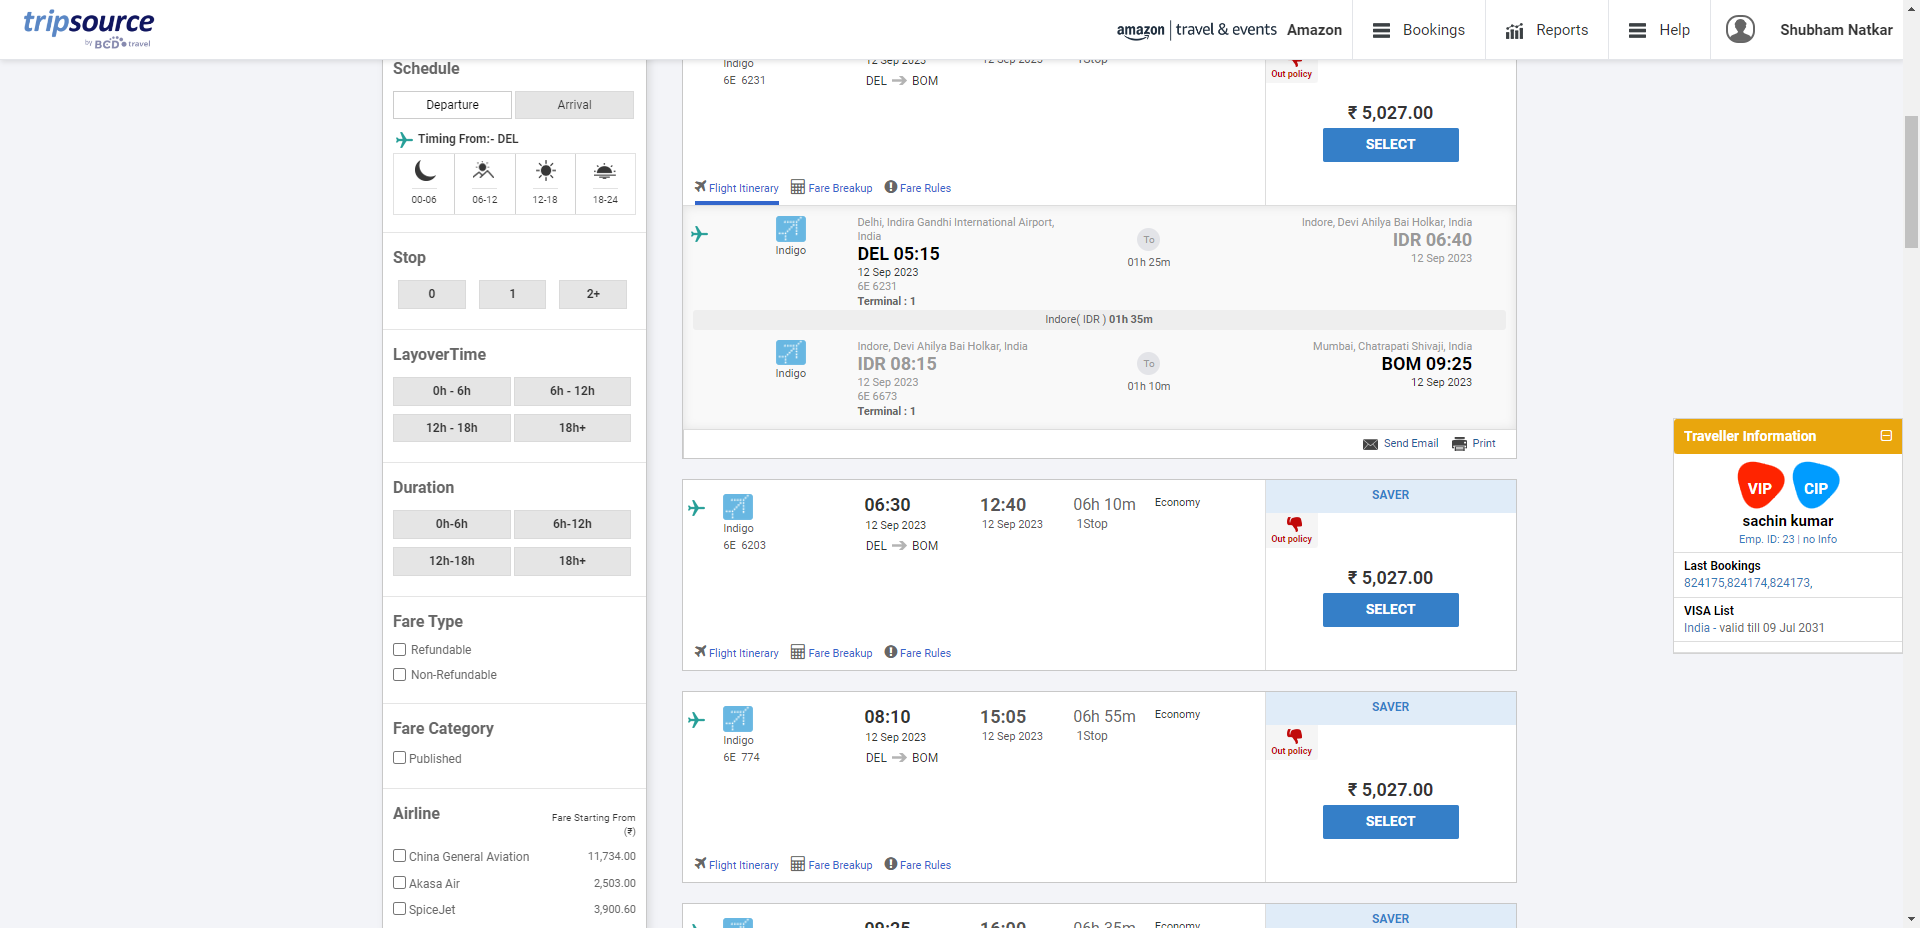 tripsource
by BCD travel
amazon | travel & events Amazon
Bookings
Reports
Help
Shubham Natkar
Schedule
Departure
Arrival
Timing From:- DEL
00-06
06-12
12-18
18-24
Stop
0
1
2+
LayoverTime
0h - 6h
6h - 12h
12h - 18h
18h+
Duration
0h-6h
6h-12h
12h-18h
18h+
Fare Type
Refundable
Non-Refundable
Fare Category
Published
Airline
Fare Starting From
(₹)
China General Aviation 11,734.00
Akasa Air 2,503.00
SpiceJet 3,900.60
Indigo
12 Sep 2023
12 Sep 2023
1Stop
6E 6231
DEL BOM
Out policy
₹ 5,027.00
SELECT
Flight Itinerary
Fare Breakup
Fare Rules
Indigo
Delhi, Indira Gandhi International Airport,
India
DEL 05:15
12 Sep 2023
6E 6231
Terminal : 1
To
01h 25m
Indore, Devi Ahilya Bai Holkar, India
IDR 06:40
12 Sep 2023
Indore( IDR ) 01h 35m
Indigo
Indore, Devi Ahilya Bai Holkar, India
IDR 08:15
12 Sep 2023
6E 6673
Terminal : 1
To
01h 10m
Mumbai, Chatrapati Shivaji, India
BOM 09:25
12 Sep 2023
Send Email
Print
Indigo
6E 6203
06:30
12 Sep 2023
DEL BOM
12:40
12 Sep 2023
06h 10m
1Stop
Economy
SAVER
Out policy
₹ 5,027.00
SELECT
Flight Itinerary
Fare Breakup
Fare Rules
Indigo
6E 774
08:10
12 Sep 2023
DEL BOM
15:05
12 Sep 2023
06h 55m
1Stop
Economy
SAVER
Out policy
₹ 5,027.00
SELECT
Flight Itinerary
Fare Breakup
Fare Rules
09:25
16:00
06h 35m
Economy
SAVER
Traveller Information
VIP
CIP
sachin kumar
Emp. ID: 23 | no Info
Last Bookings
824175,824174,824173,
VISA List
India - valid till 09 Jul 2031